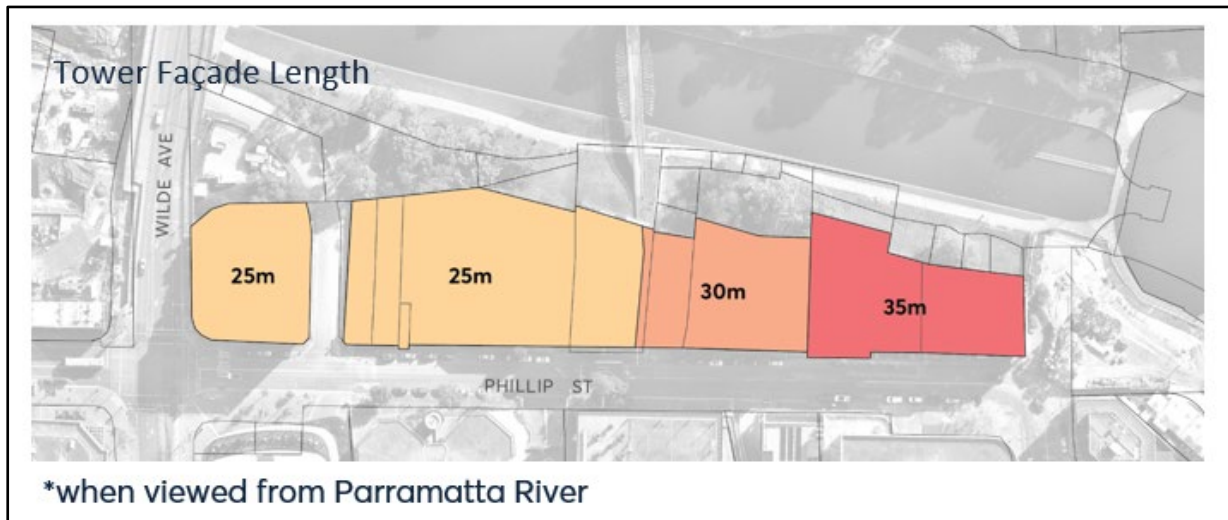 Tower Façade Length
WILDE AVE
25m
25m
30m
35m
PHILLIP ST
*when viewed from Parramatta River